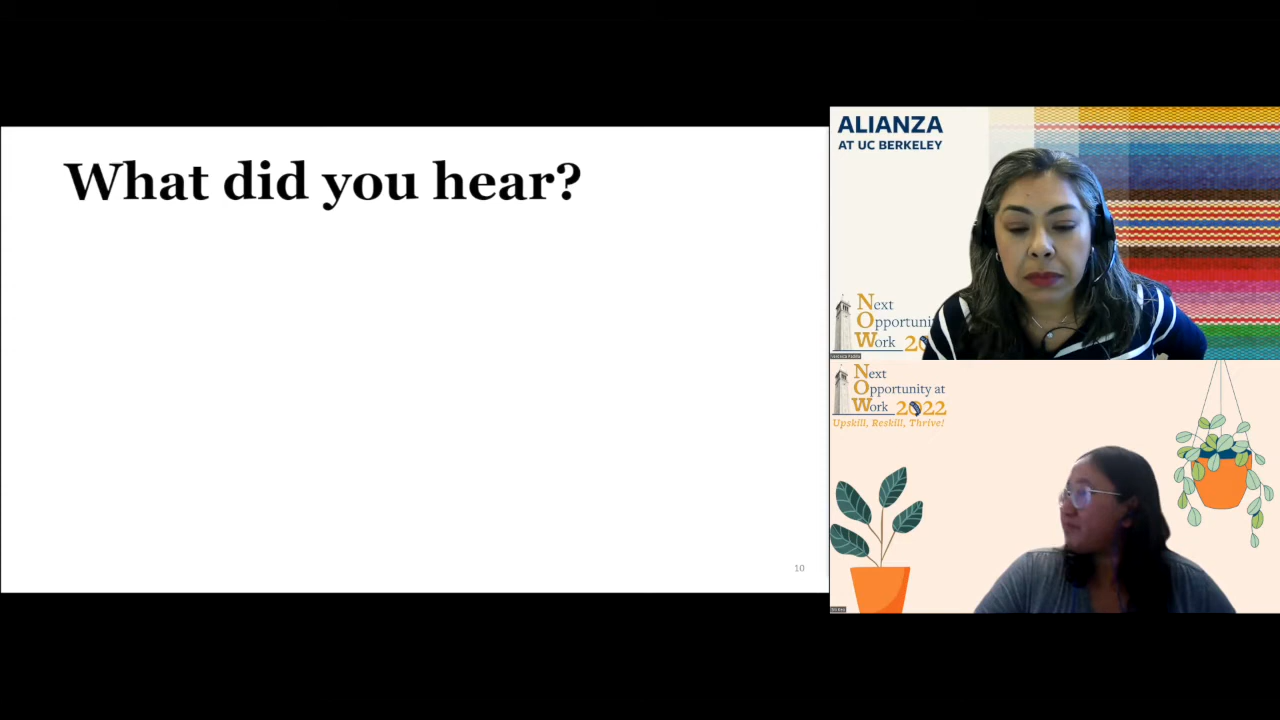 What did you hear?
10
ALIANZA
AT UC BERKELEY
Next
Opportuni
Work 20
Next
Opportunity at
Work 2022
Upskill, Reskill, Thrive!